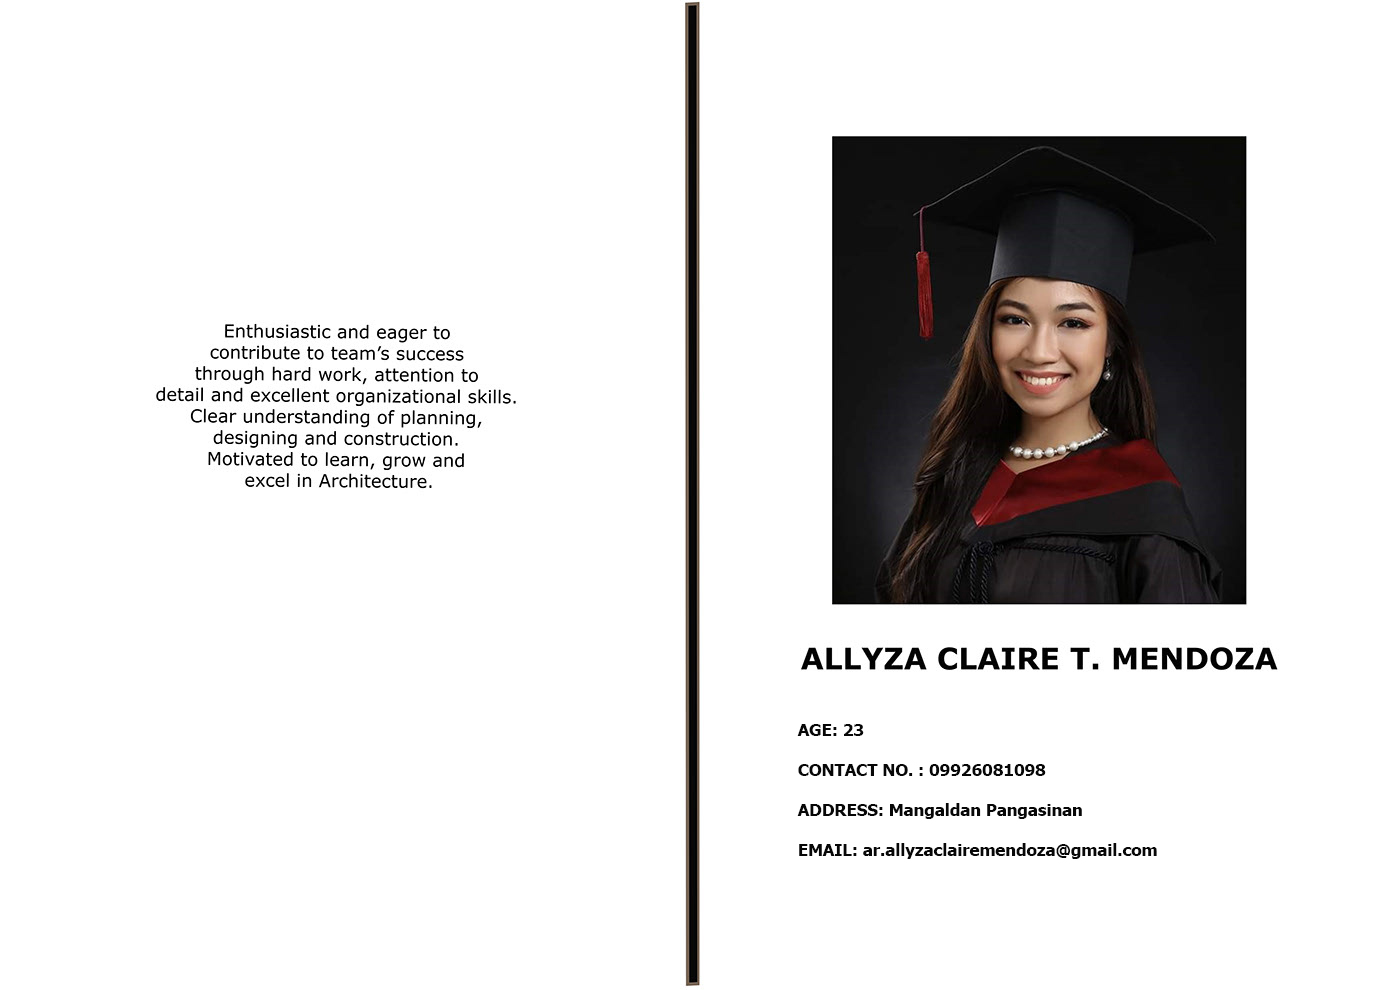 Enthusiastic and eager to
contribute to team’s success
through hard work, attention to
detail and excellent organizational skills.
Clear understanding of planning,
designing and construction.
Motivated to learn, grow and
excel in Architecture.
ALLYZA CLAIRE T. MENDOZA
AGE: 23
CONTACT NO. : 09926081098
ADDRESS: Mangaldan Pangasinan
EMAIL: ar.allyzaclairemendoza@gmail.com